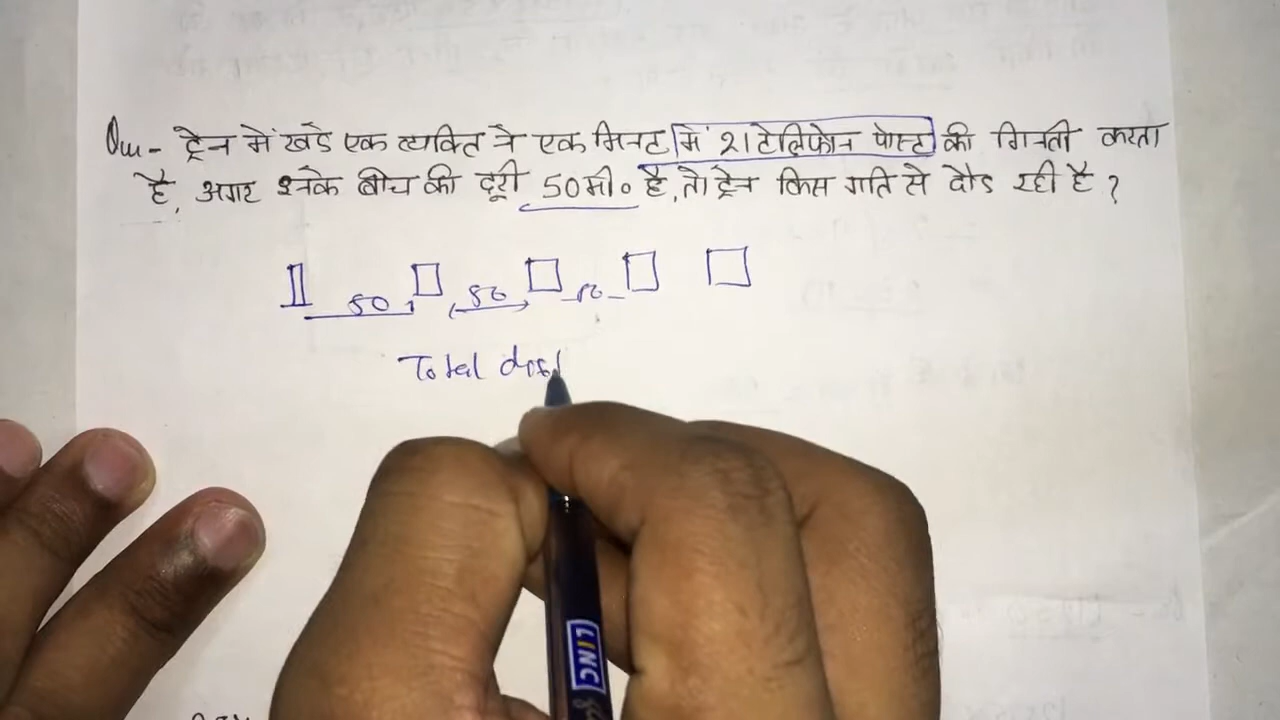 Qus- ट्रेन में खडे एक व्यक्ति ने एक मिनट में 21 टेलिफोन पोस्ट की गिनती करता
है, अगर इनके बीच की दूरी 50मी० है, तो ट्रेन किस गति से दौड रही है ?
50 50 50
Total dist
LINC